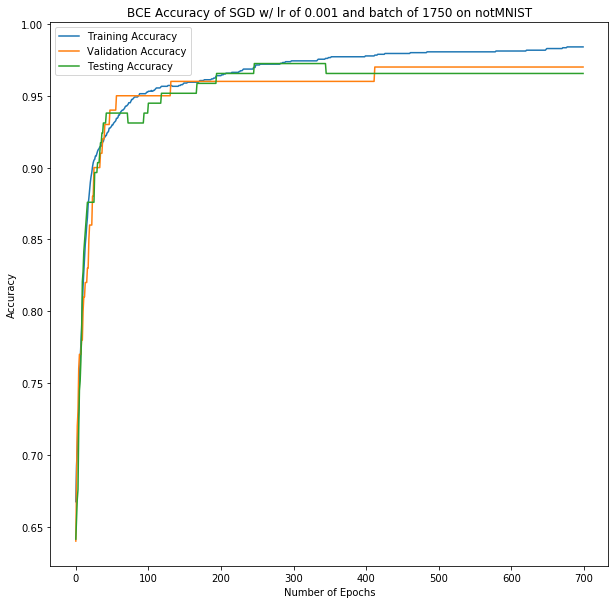 BCE Accuracy of SGD w/ lr of 0.001 and batch of 1750 on notMNIST
Training Accuracy
Validation Accuracy
Testing Accuracy
1.00
0.95
0.90
0.85
0.80
0.75
0.70
0.65
Accuracy
0 100 200 300 400 500 600 700
Number of Epochs